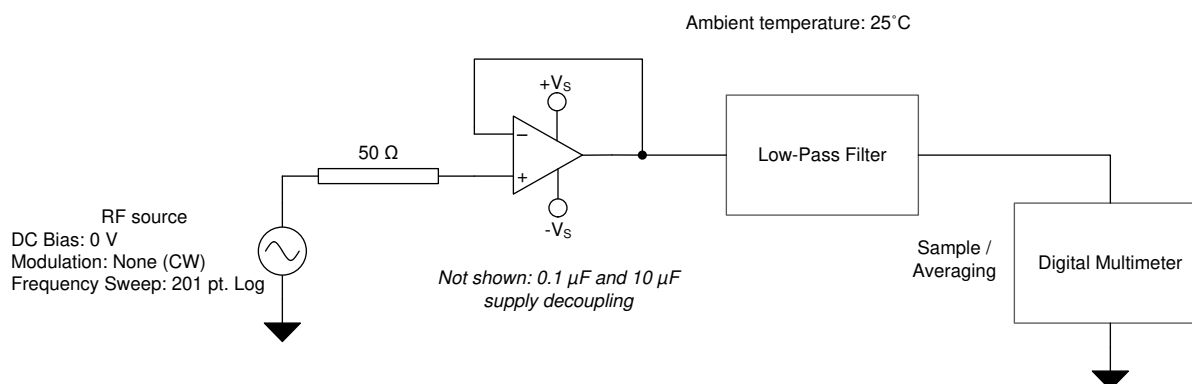 Ambient temperature: 25˚C
+VS
50 Ω
−
+
Low-Pass Filter
-VS
RF source
DC Bias: 0 V
Modulation: None (CW)
Frequency Sweep: 201 pt. Log
Not shown: 0.1 µF and 10 µF
supply decoupling
Sample /
Averaging
Digital Multimeter